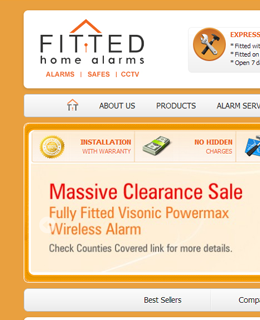 FITTED
home alarms
ALARMS | SAFES | CCTV
EXPRESS
* Fitted wit
* Fitted on
* Open 7 d
ABOUT US PRODUCTS ALARM SERV
INSTALLATION
WITH WARRANTY
NO HIDDEN
CHARGES
Massive Clearance Sale
Fully Fitted Visonic Powermax
Wireless Alarm
Check Counties Covered link for more details.
Best Sellers Compa